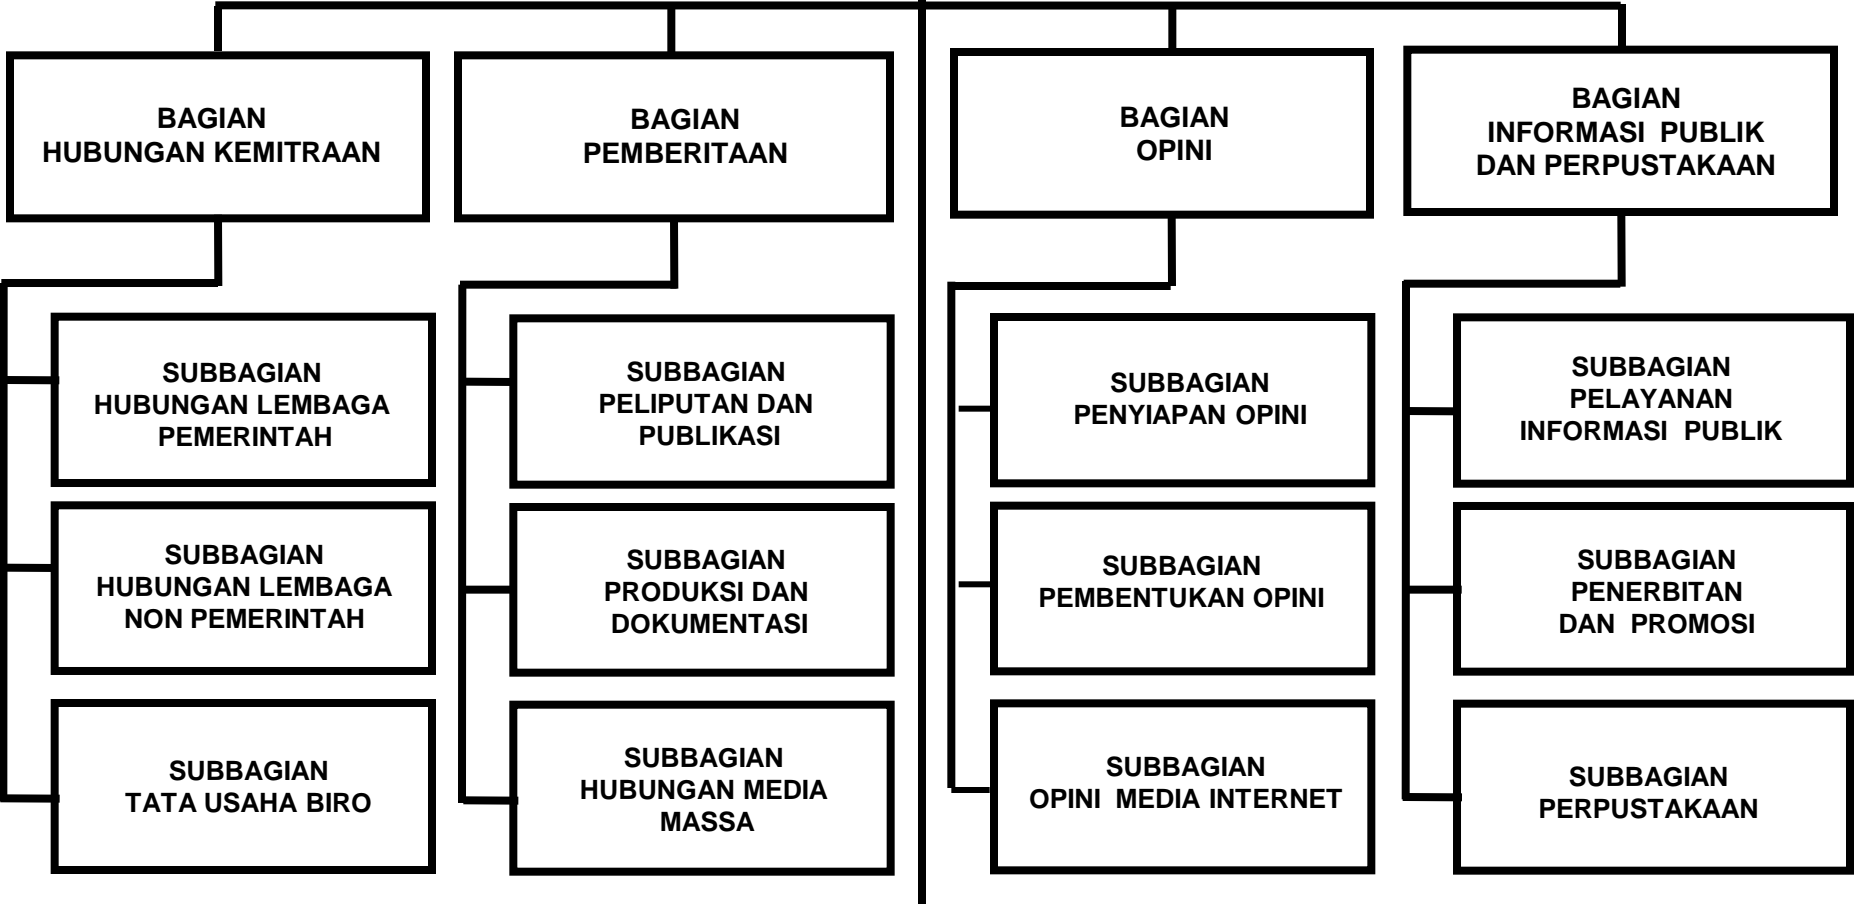 BAGIAN
HUBUNGAN KEMITRAAN
BAGIAN
PEMBERITAAN
BAGIAN
OPINI
BAGIAN
INFORMASI PUBLIK
DAN PERPUSTAKAAN
SUBBAGIAN
HUBUNGAN LEMBAGA
PEMERINTAH
SUBBAGIAN
HUBUNGAN LEMBAGA
NON PEMERINTAH
SUBBAGIAN
TATA USAHA BIRO
SUBBAGIAN
PELIPUTAN DAN
PUBLIKASI
SUBBAGIAN
PRODUKSI DAN
DOKUMENTASI
SUBBAGIAN
HUBUNGAN MEDIA
MASSA
SUBBAGIAN
PENYIAPAN OPINI
SUBBAGIAN
PEMBENTUKAN OPINI
SUBBAGIAN
OPINI MEDIA INTERNET
SUBBAGIAN
PELAYANAN
INFORMASI PUBLIK
SUBBAGIAN
PENERBITAN
DAN PROMOSI
SUBBAGIAN
PERPUSTAKAAN